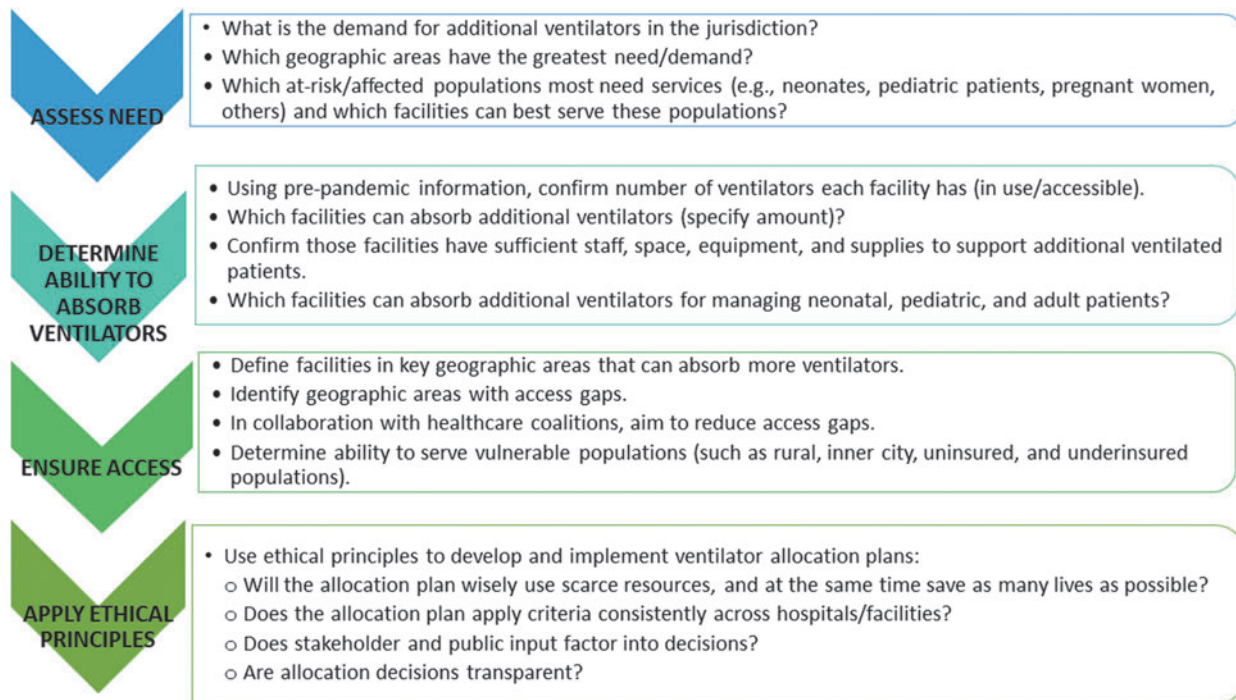 • What is the demand for additional ventilators in the jurisdiction?
• Which geographic areas have the greatest need/demand?
• Which at-risk/affected populations most need services (e.g., neonates, pediatric patients, pregnant women,
others) and which facilities can best serve these populations?
ASSESS NEED
• Using pre-pandemic information, confirm number of ventilators each facility has (in use/accessible).
• Which facilities can absorb additional ventilators (specify amount)?
• Confirm those facilities have sufficient staff, space, equipment, and supplies to support additional ventilated
patients.
• Which facilities can absorb additional ventilators for managing neonatal, pediatric, and adult patients?
DETERMINE
ABILITY TO
ABSORB
VENTILATORS
• Define facilities in key geographic areas that can absorb more ventilators.
• Identify geographic areas with access gaps.
• In collaboration with healthcare coalitions, aim to reduce access gaps.
• Determine ability to serve vulnerable populations (such as rural, inner city, uninsured, and underinsured
populations).
ENSURE ACCESS
• Use ethical principles to develop and implement ventilator allocation plans:
o Will the allocation plan wisely use scarce resources, and at the same time save as many lives as possible?
o Does the allocation plan apply criteria consistently across hospitals/facilities?
o Does stakeholder and public input factor into decisions?
o Are allocation decisions transparent?
APPLY ETHICAL
PRINCIPLES